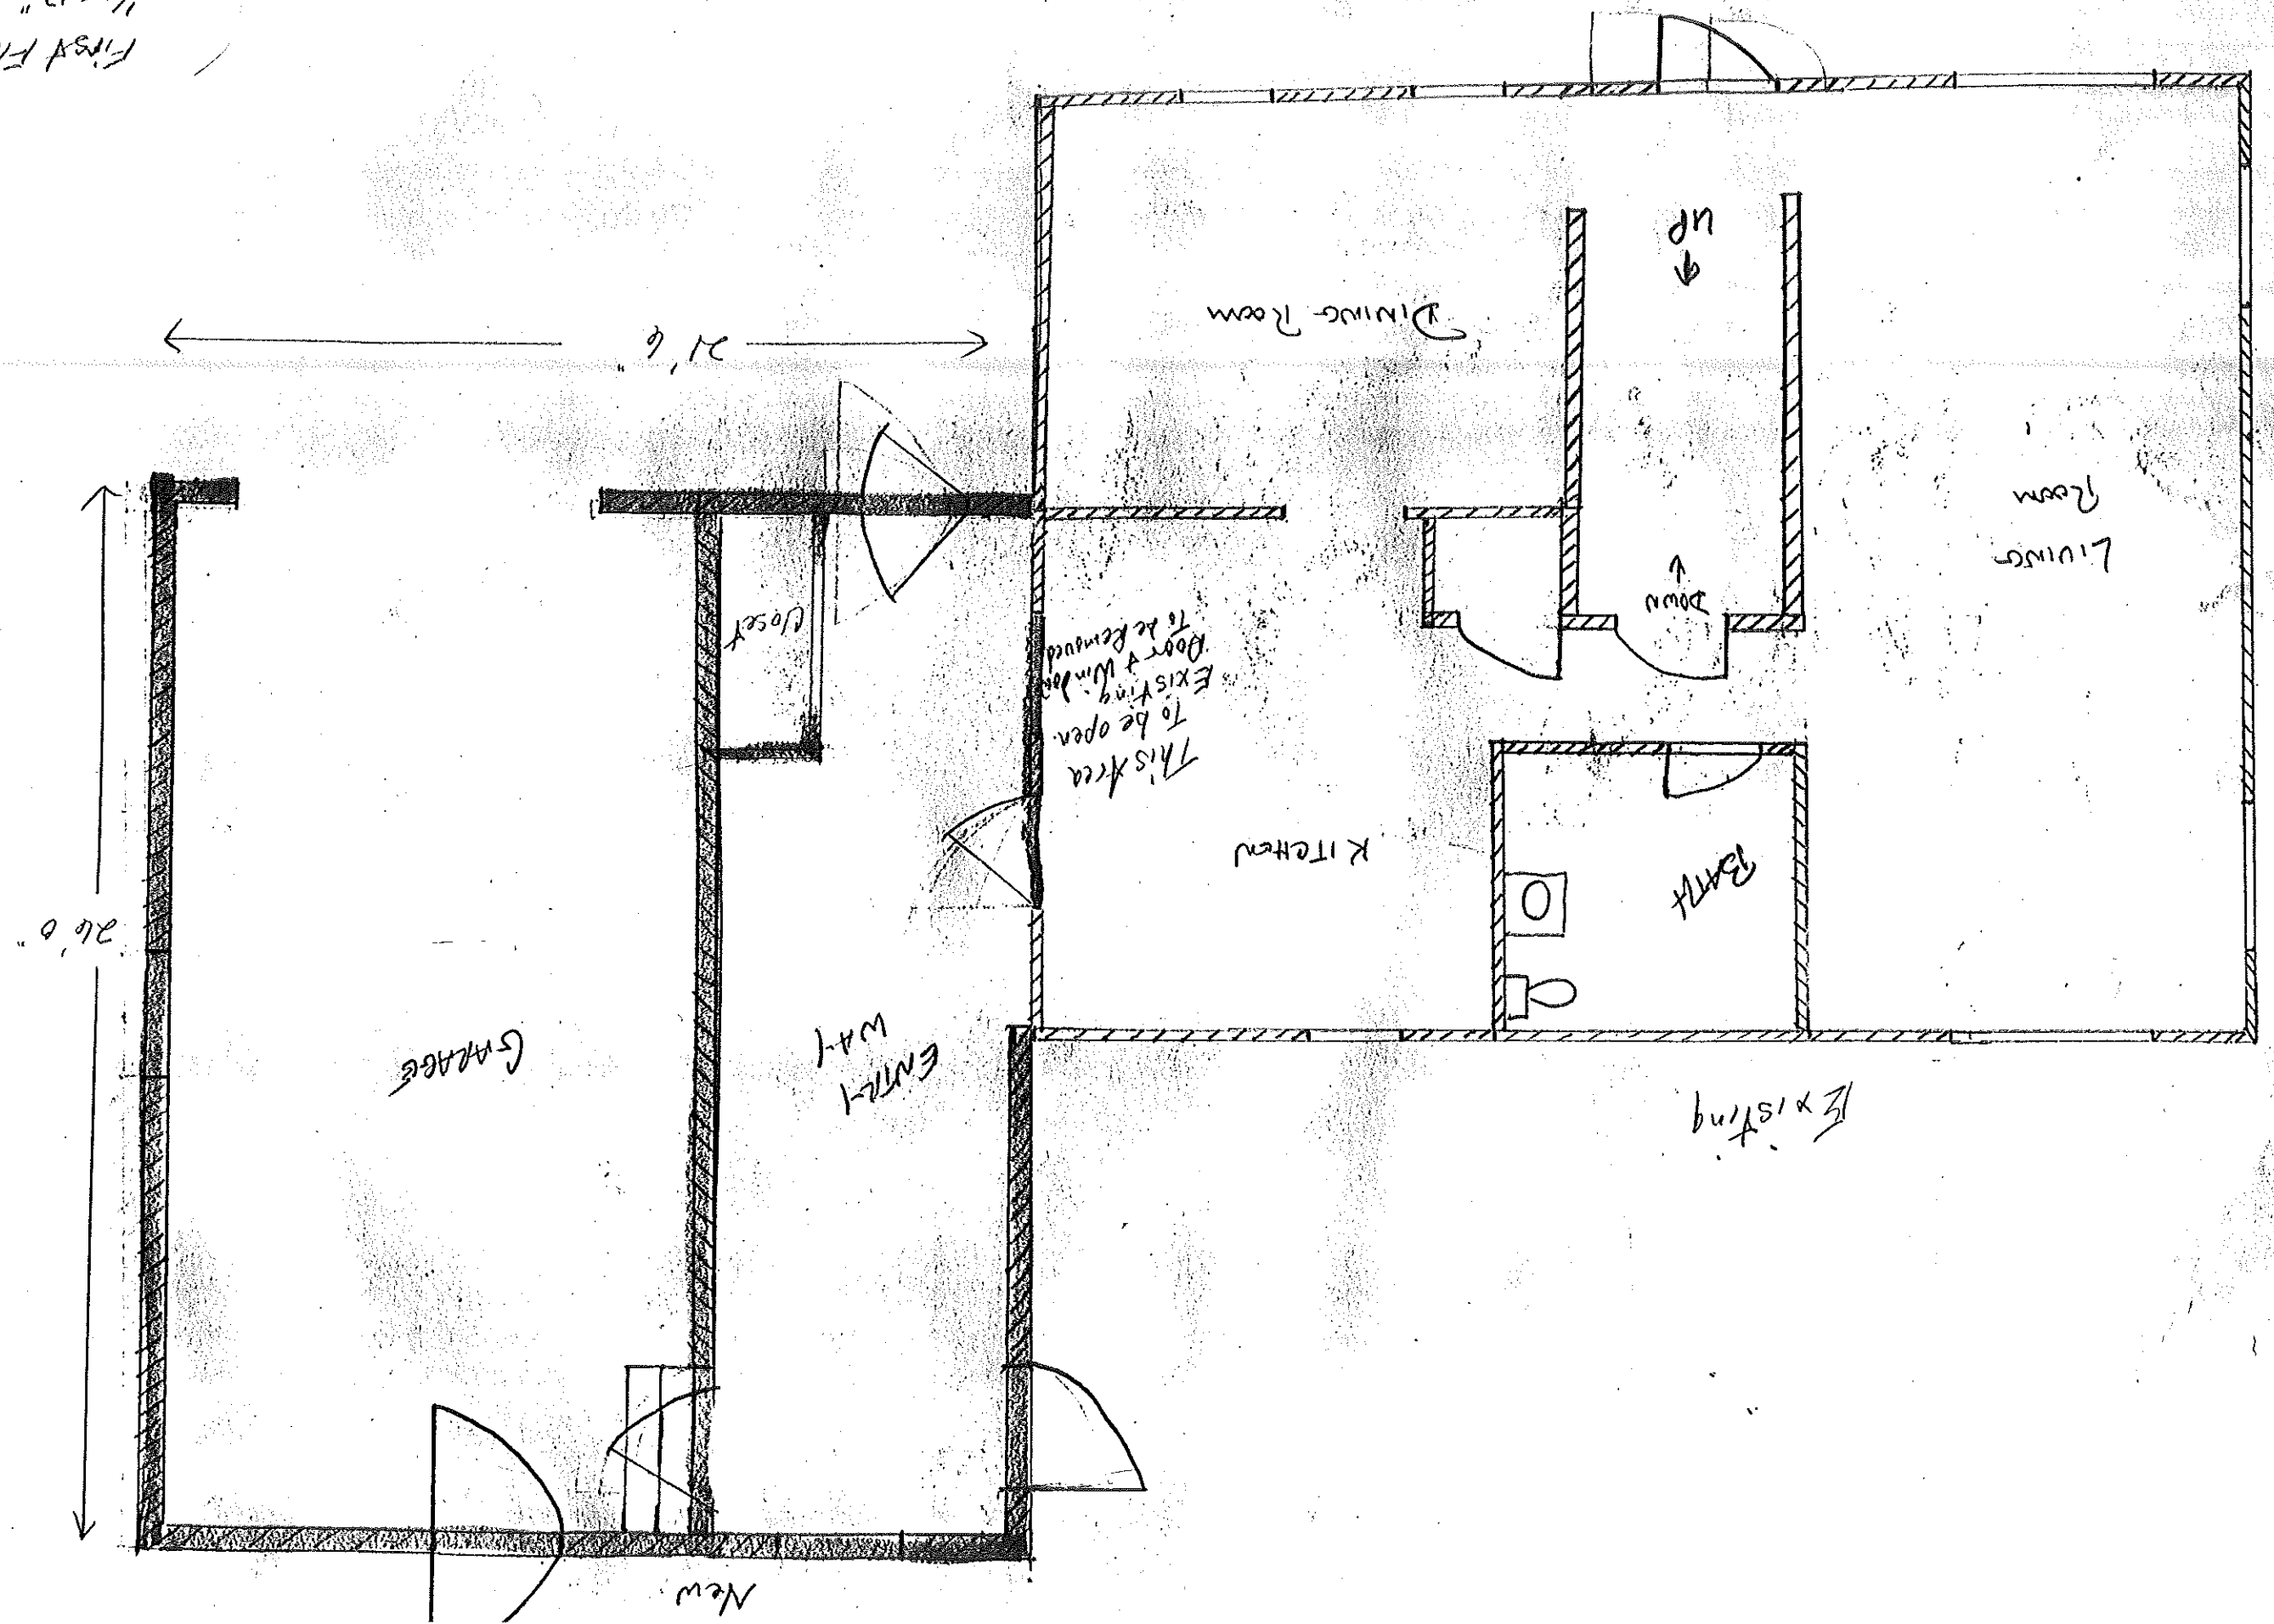 New
Existing
ENTRY
WAY
GARAGE
26'0"
BATH
KITCHEN
This Area
To be open.
Existing
Door & Window
To be Removed
Closet
LIVING
ROOM
DOWN
21'6"
DINING ROOM
UP
First Fl